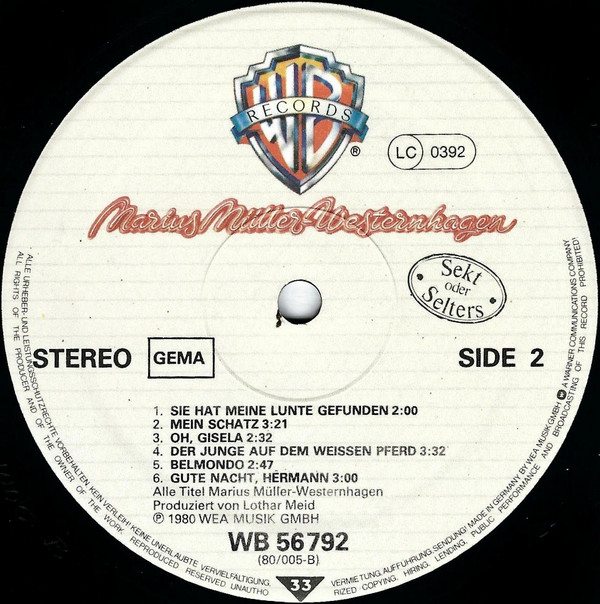 WB
RECORDS
®
LC 0392
Marius Müller-Westernhagen
Sekt
oder
Selters
STEREO GEMA SIDE 2
1. SIE HAT MEINE LUNTE GEFUNDEN 2:00
2. MEIN SCHATZ 3:21
3. OH, GISELA 2:32
4. DER JUNGE AUF DEM WEISSEN PFERD 3:32
5. BELMONDO 2:47
6. GUTE NACHT, HERMANN 3:00
Alle Titel Marius Müller-Westernhagen
Produziert von Lothar Meid
℗ 1980 WEA MUSIK GMBH
WB 56 792
(80/005-B)
33
ALLE URHEBER- UND LEISTUNGSSCHUTZRECHTE VORBEHALTEN. KEIN VERLEIH! KEINE UNERLAUBTE VERVIELFÄLTIGUNG, VERMIETUNG, AUFFÜHRUNG, SENDUNG! MADE IN GERMANY BY WEA MUSIK GMBH A WARNER COMMUNICATIONS COMPANY.
ALL RIGHTS OF THE PRODUCER AND OF THE OWNER OF THE WORK REPRODUCED RESERVED UNAUTHORIZED COPYING. HIRING. LENDING. PUBLIC PERFORMANCE AND BROADCASTING OF THIS RECORD PROHIBITED!